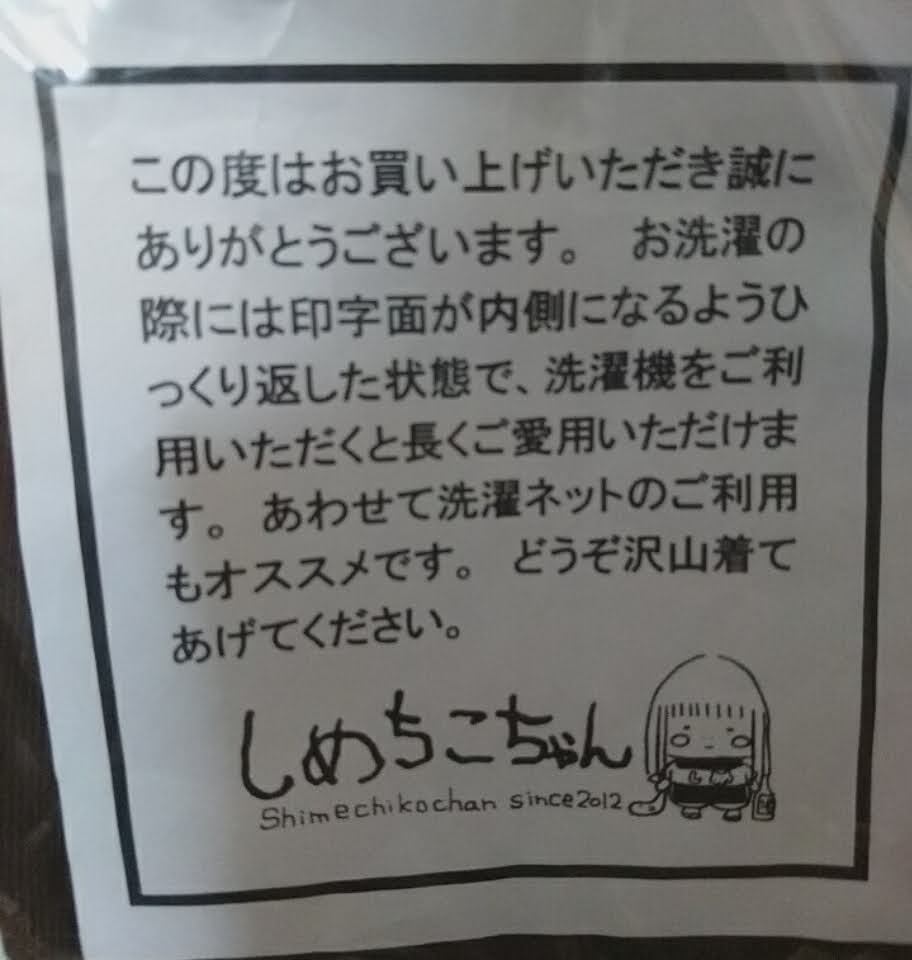 この度はお買い上げいただき誠に
ありがとうございます。 お洗濯の
際には印字面が内側になるようひ
っくり返した状態で、洗濯機をご利
用いただくと長くご愛用いただけま
す。 あわせて洗濯ネットのご利用
もオススメです。 どうぞ沢山着て
あげてください。
しめちこちゃん
Shimechikochan since2012